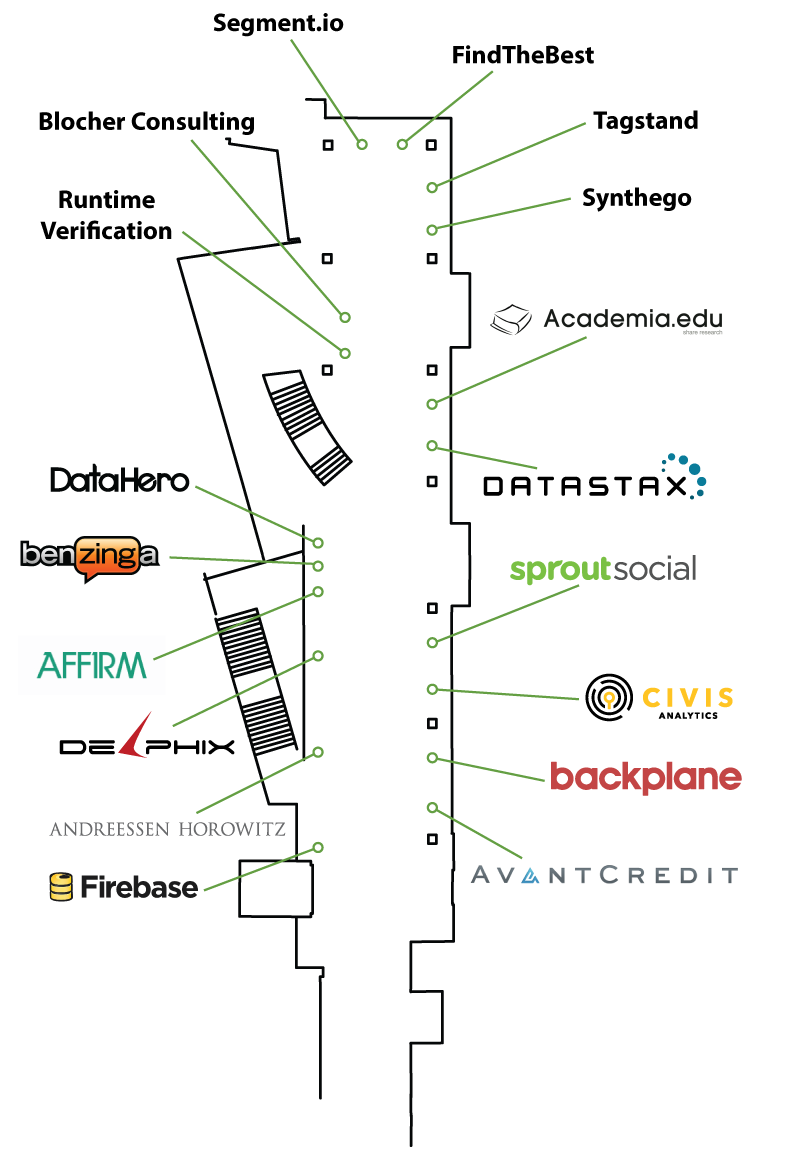 Segment.io
FindTheBest
Blocher Consulting
Tagstand
Runtime
Verification
Synthego
Academia.edu
share research
DataHero
DATASTAX
benzinga
sproutsocial
AFFIRM
CIVIS
ANALYTICS
DELPHIX
backplane
ANDREESSEN HOROWITZ
Firebase
AVANTCREDIT